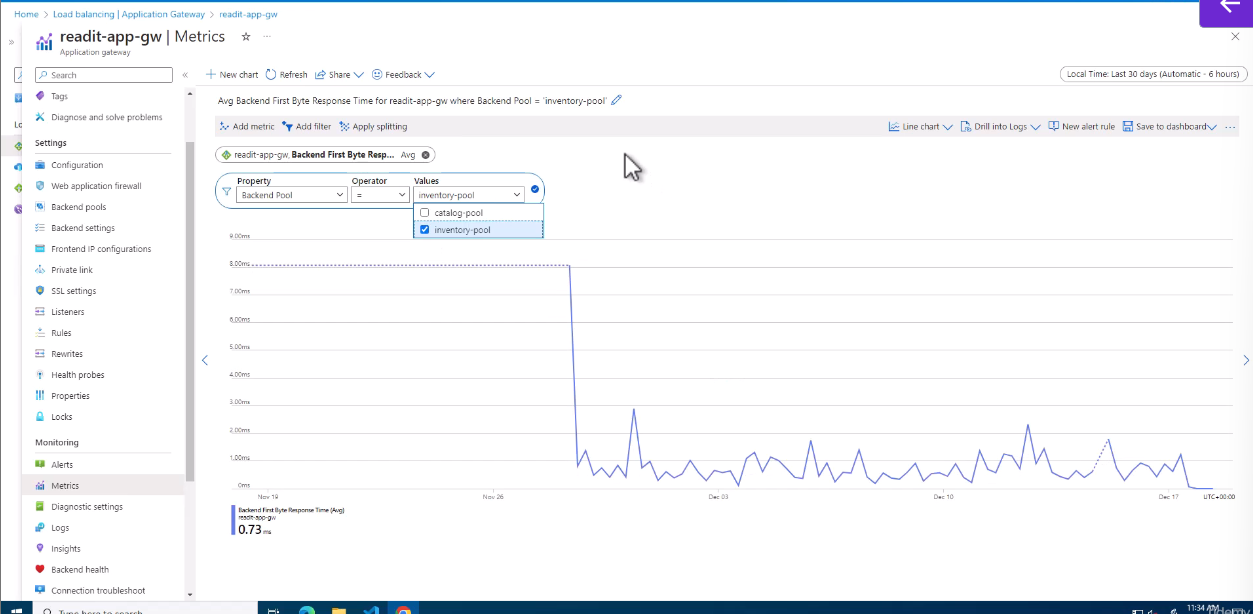 Home > Load balancing | Application Gateway > readit-app-gw
readit-app-gw | Metrics
Application gateway
Search
New chart Refresh Share Feedback
Local Time: Last 30 days (Automatic - 6 hours)
Tags
Diagnose and solve problems
Settings
Configuration
Web application firewall
Backend pools
Backend settings
Frontend IP configurations
Private link
SSL settings
Listeners
Rules
Rewrites
Health probes
Properties
Locks
Monitoring
Alerts
Metrics
Diagnostic settings
Logs
Insights
Backend health
Connection troubleshoot
Avg Backend First Byte Response Time for readit-app-gw where Backend Pool = 'inventory-pool'
Add metric Add filter Apply splitting
Line chart Drill into Logs New alert rule Save to dashboard ...
readit-app-gw, Backend First Byte Resp... Avg
Property Operator Values
Backend Pool = inventory-pool
catalog-pool
inventory-pool
9.00ms
8.00ms
7.00ms
6.00ms
5.00ms
4.00ms
3.00ms
2.00ms
1.00ms
0ms
Nov 19 Nov 26 Dec 03 Dec 10 Dec 17 UTC+00:00
Backend First Byte Response Time (Avg)
readit-app-gw
0.73 ms
Type here to search
11:34 AM